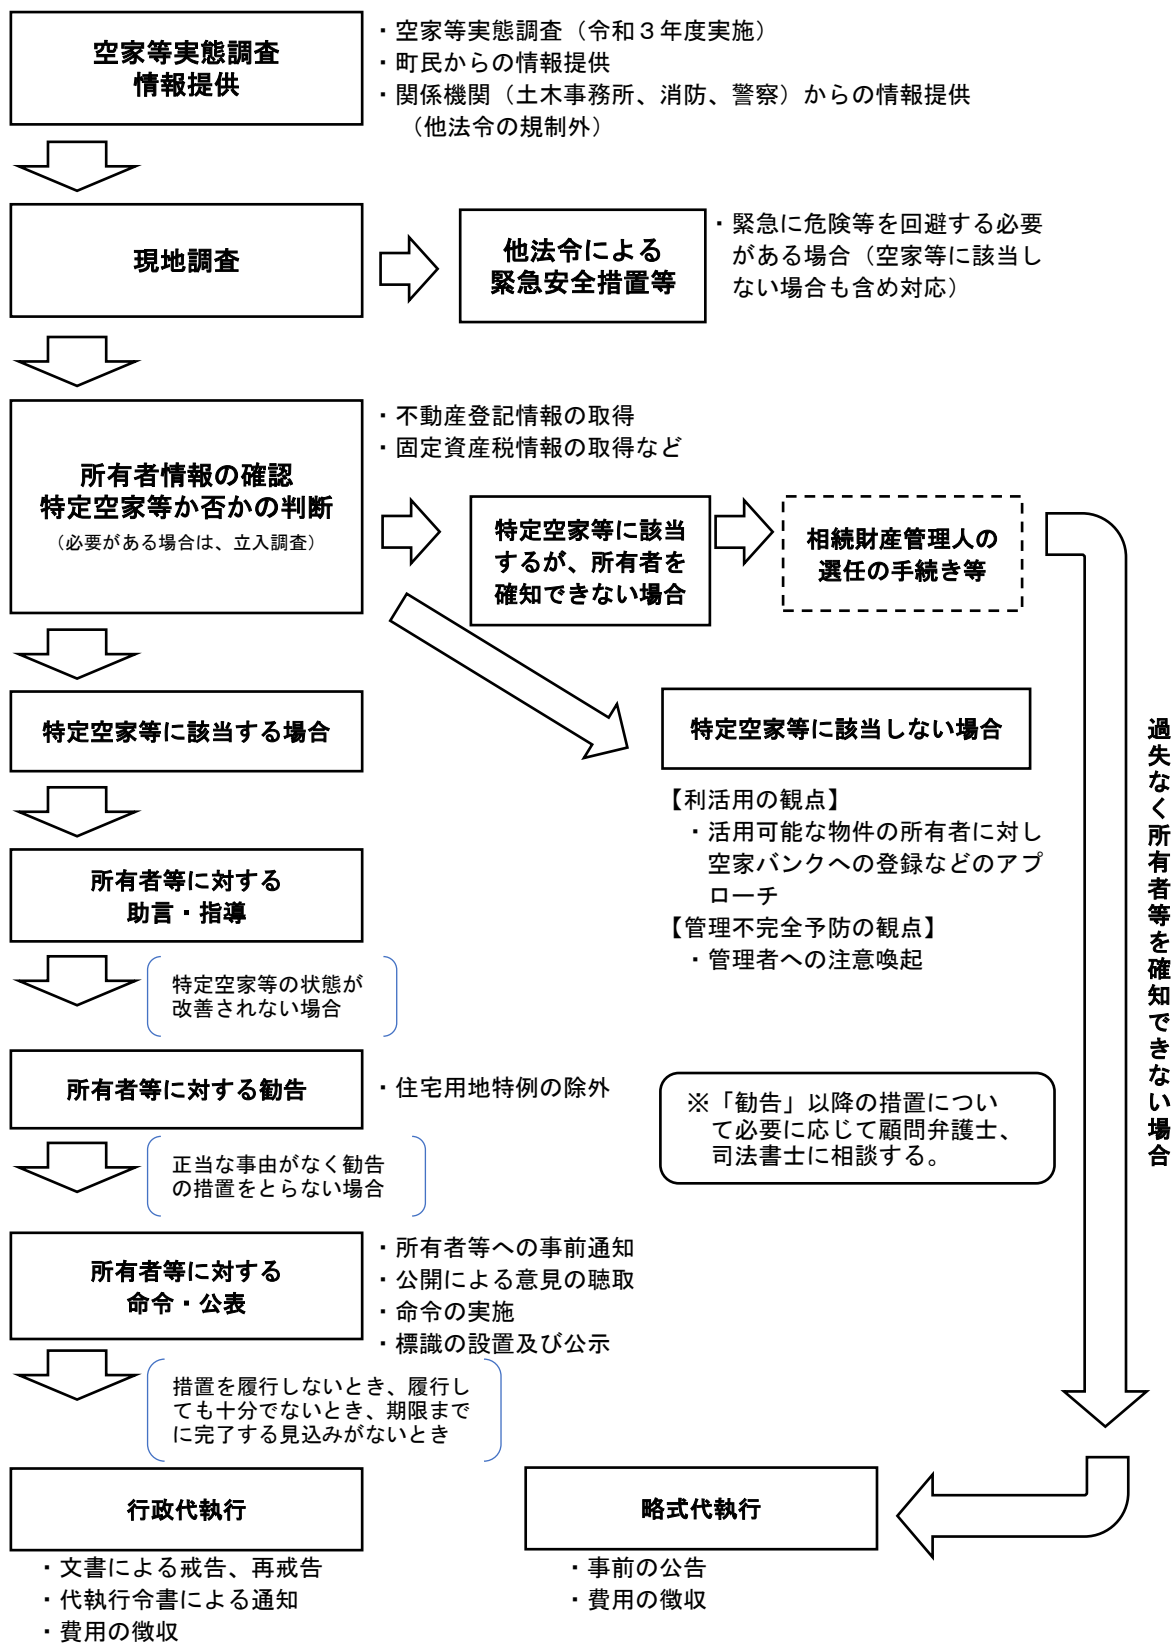 空家等実態調査
情報提供
・空家等実態調査（令和３年度実施）
・町民からの情報提供
・関係機関（土木事務所、消防、警察）からの情報提供
（他法令の規制外）
現地調査
他法令による
緊急安全措置等
・緊急に危険等を回避する必要
がある場合（空家等に該当し
ない場合も含め対応）
所有者情報の確認
特定空家等か否かの判断
（必要がある場合は、立入調査）
・不動産登記情報の取得
・固定資産税情報の取得など
特定空家等に該当
するが、所有者を
確知できない場合
相続財産管理人の
選任の手続き等
過失なく所有者等を確知できない場合
特定空家等に該当する場合
特定空家等に該当しない場合
【利活用の観点】
・活用可能な物件の所有者に対し
空家バンクへの登録などのアプ
ローチ
【管理不完全予防の観点】
・管理者への注意喚起
所有者等に対する
助言・指導
特定空家等の状態が
改善されない場合
所有者等に対する勧告
・住宅用地特例の除外
※「勧告」以降の措置につい
て必要に応じて顧問弁護士、
司法書士に相談する。
正当な事由がなく勧告
の措置をとらない場合
所有者等に対する
命令・公表
・所有者等への事前通知
・公開による意見の聴取
・命令の実施
・標識の設置及び公示
措置を履行しないとき、履行し
ても十分でないとき、期限まで
に完了する見込みがないとき
行政代執行
・文書による戒告、再戒告
・代執行令書による通知
・費用の徴収
略式代執行
・事前の公告
・費用の徴収